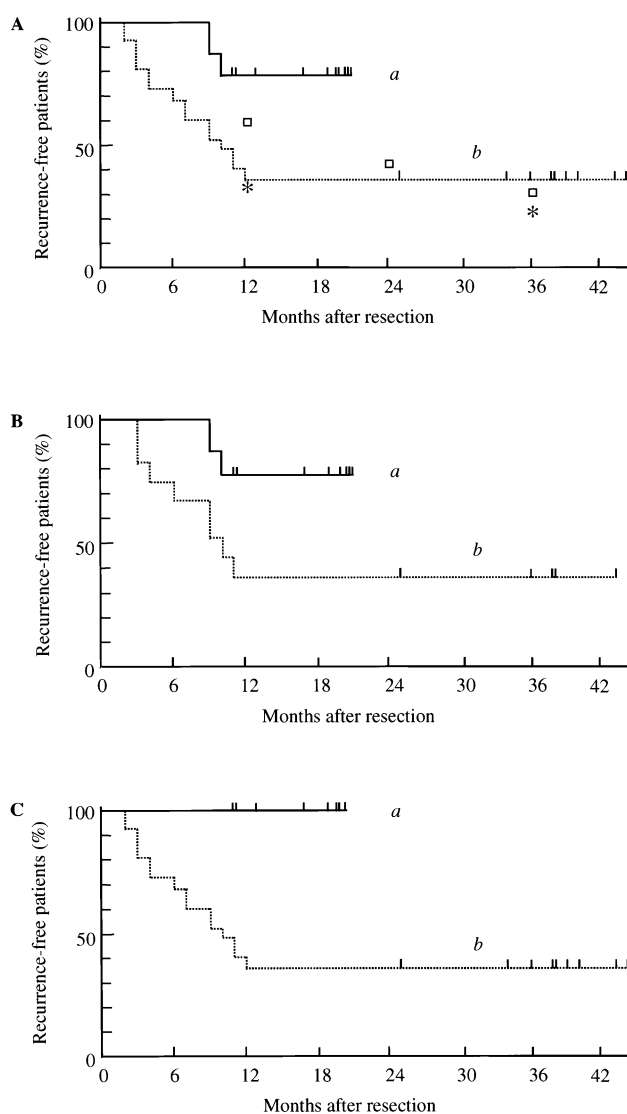 A
Recurrence-free patients (%)
100
50
0
a
b
*
*
0 6 12 18 24 30 36 42
Months after resection
B
Recurrence-free patients (%)
100
50
0
a
b
0 6 12 18 24 30 36 42
Months after resection
C
Recurrence-free patients (%)
100
50
0
a
b
0 6 12 18 24 30 36 42
Months after resection